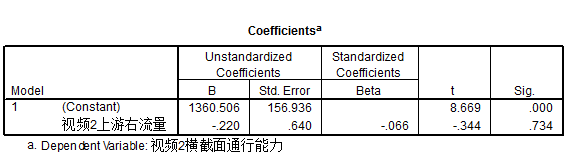 Coefficientsa
Unstandardized Coefficients Standardized Coefficients
Model B Std. Error Beta t Sig.
1 (Constant) 1360.506 156.936 8.669 .000
视频2上游右流量 -.220 .640 -.066 -.344 .734
a. Dependent Variable: 视频2横截面通行能力